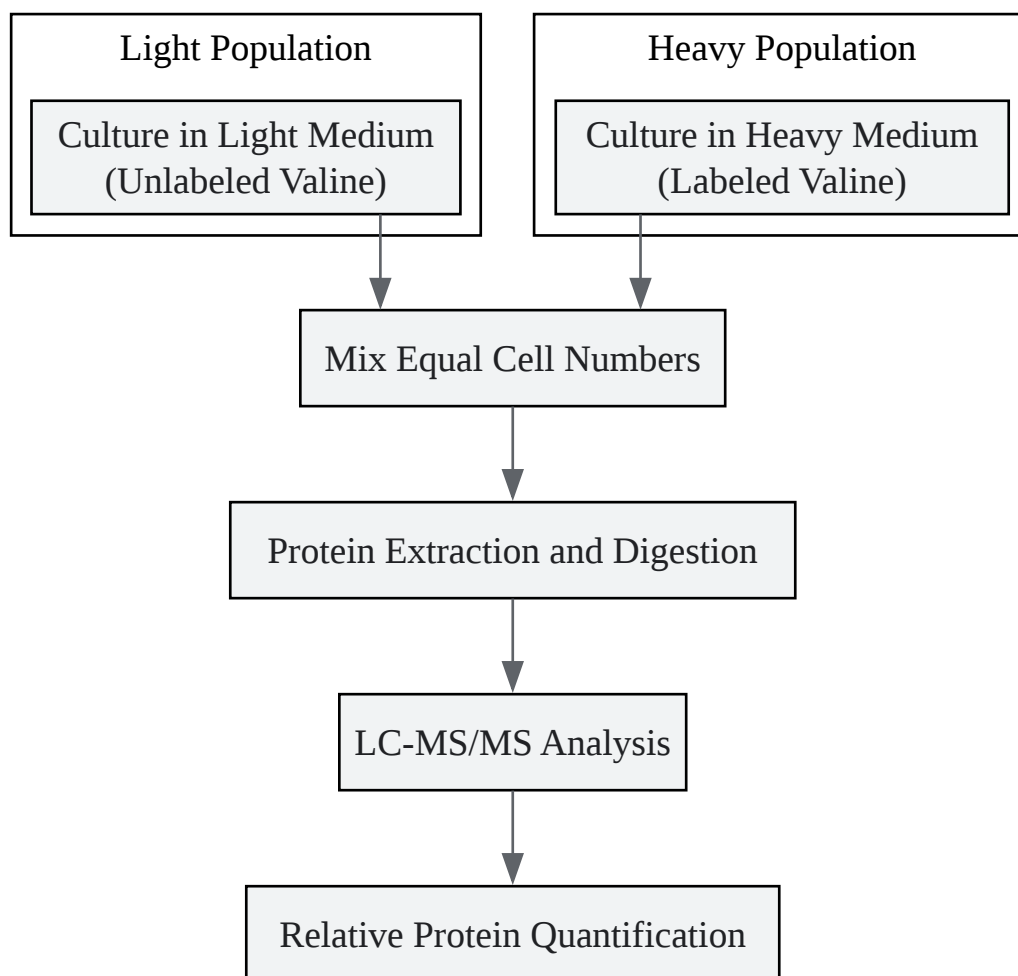 Light Population
Heavy Population
Culture in Light Medium
(Unlabeled Valine)
Culture in Heavy Medium
(Labeled Valine)
Mix Equal Cell Numbers
Protein Extraction and Digestion
LC-MS/MS Analysis
Relative Protein Quantification